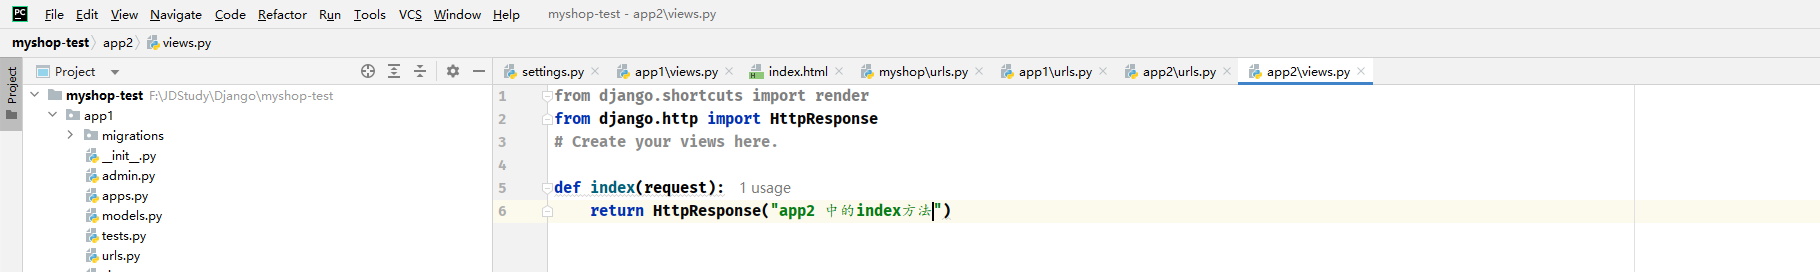 PC File Edit View Navigate Code Refactor Run Tools VCS Window Help myshop-test - app2\views.py
myshop-test app2 views.py
Project
Project
settings.py app1\views.py index.html myshop\urls.py app1\urls.py app2\urls.py app2\views.py
myshop-test F:\JDStudy\Django\myshop-test
app1
migrations
__init__.py
admin.py
apps.py
models.py
tests.py
urls.py
1 from django.shortcuts import render
2 from django.http import HttpResponse
3 # Create your views here.
4
5 def index(request): 1 usage
6 return HttpResponse("app2 中的index方法")